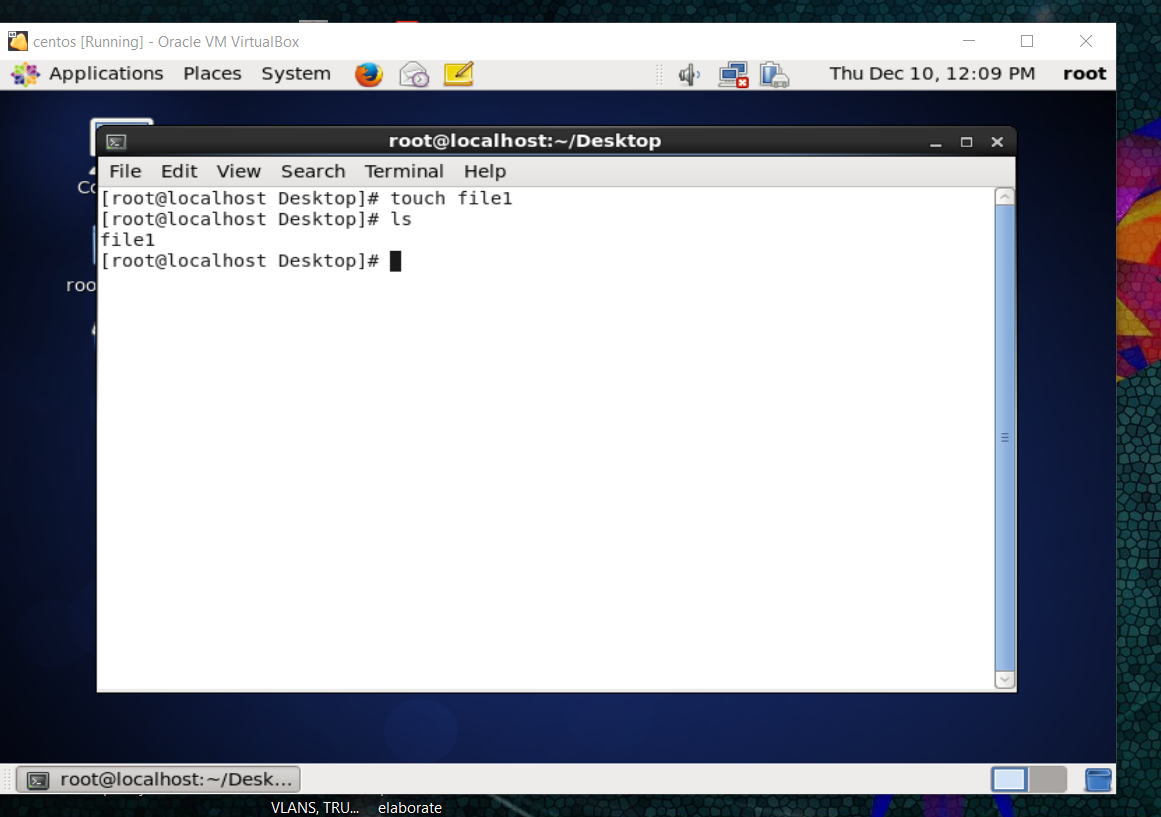 centos [Running] - Oracle VM VirtualBox
Applications Places System Thu Dec 10, 12:09 PM root
root@localhost:~/Desktop
File Edit View Search Terminal Help
[root@localhost Desktop]# touch file1
[root@localhost Desktop]# ls
file1
[root@localhost Desktop]#
Co
roo
root@localhost:~/Desk...
VLANS, TRU... elaborate